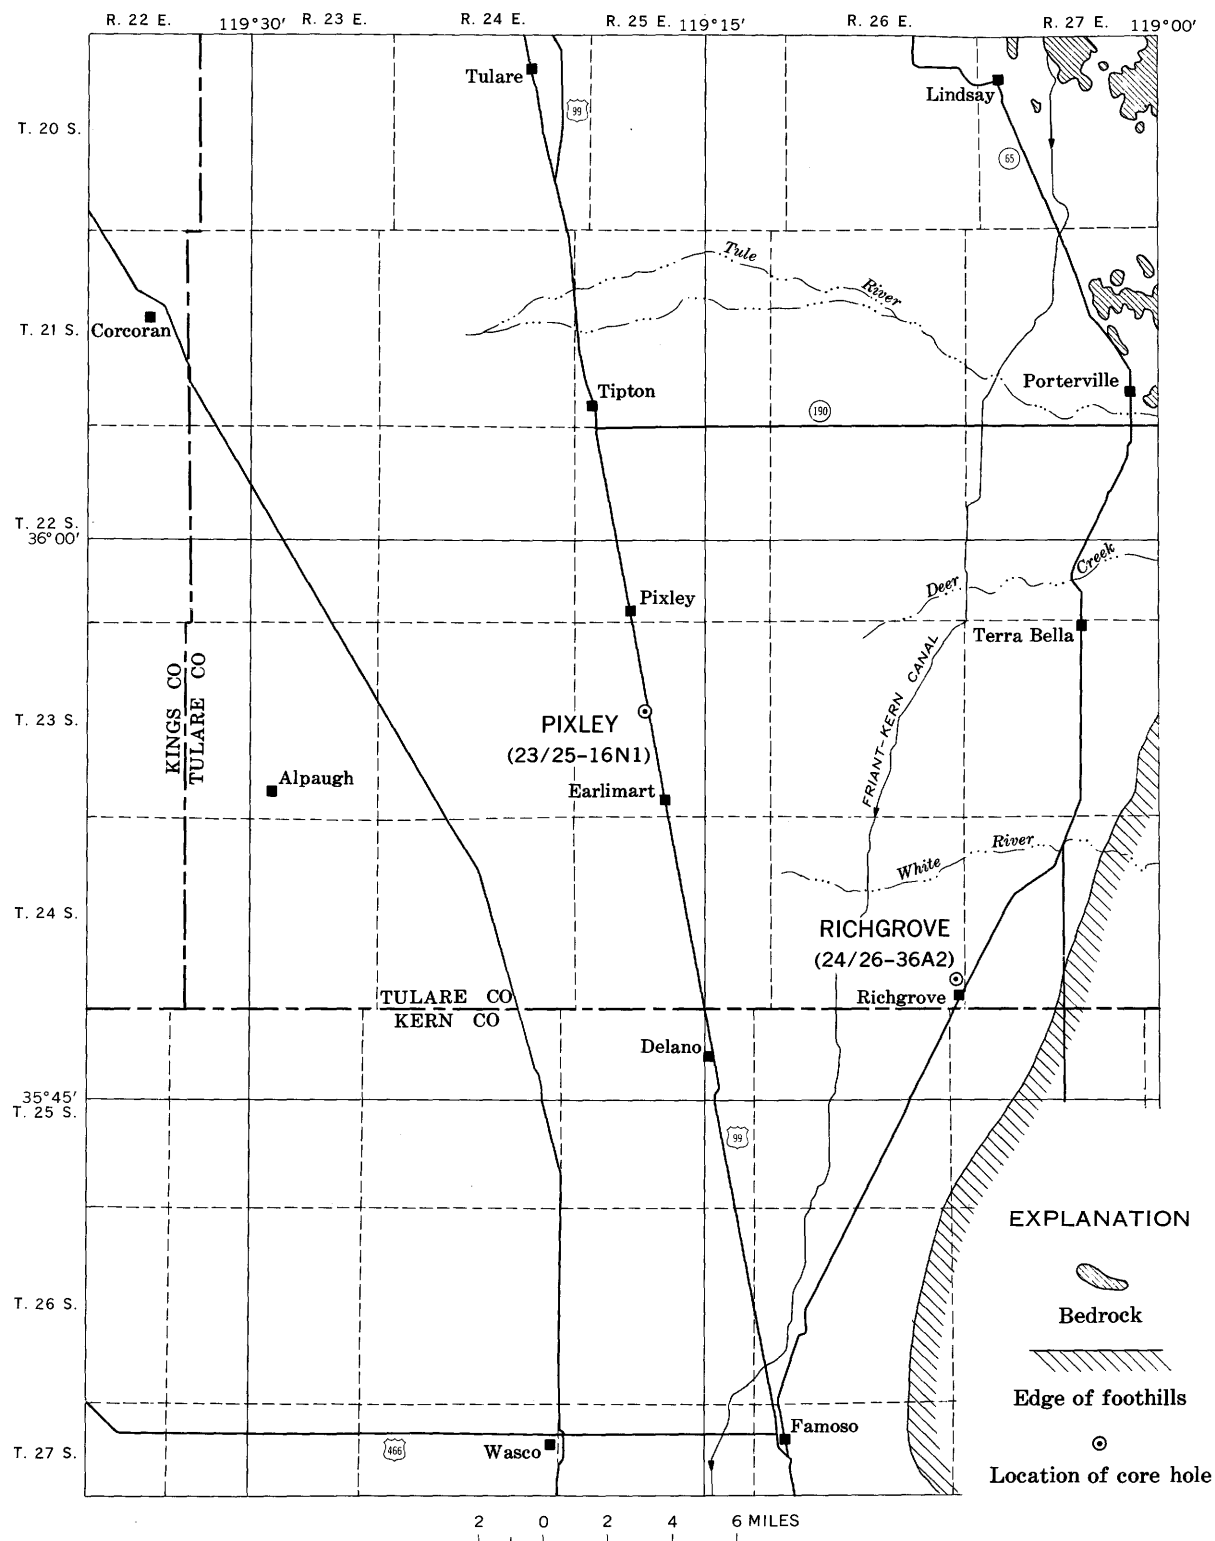 R. 22 E.
119°30′
R. 23 E.
R. 24 E.
R. 25 E.
119°15′
R. 26 E.
R. 27 E.
119°00′
Tulare
99
Lindsay
T. 20 S.
65
Tule
River
Corcoran
T. 21 S.
Tipton
Porterville
190
T. 22 S.
36°00′
Deer
Creek
Pixley
Terra Bella
KINGS CO
TULARE CO
FRIANT-KERN CANAL
T. 23 S.
PIXLEY
(23/25-16N1)
Alpaugh
Earlimart
White
River
T. 24 S.
RICHGROVE
(24/26-36A2)
Richgrove
TULARE CO
KERN CO
Delano
35°45′
T. 25 S.
99
EXPLANATION
Bedrock
Edge of foothills
Location of core hole
T. 26 S.
Famoso
T. 27 S.
466
Wasco
2 0 2 4 6 MILES